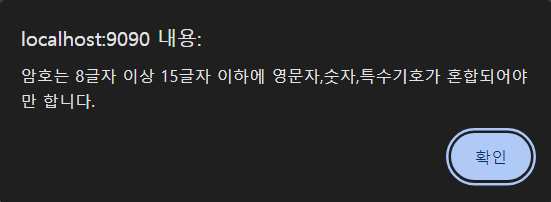 localhost:9090 내용:
암호는 8글자 이상 15글자 이하에 영문자,숫자,특수기호가 혼합되어야
만 합니다.
확인